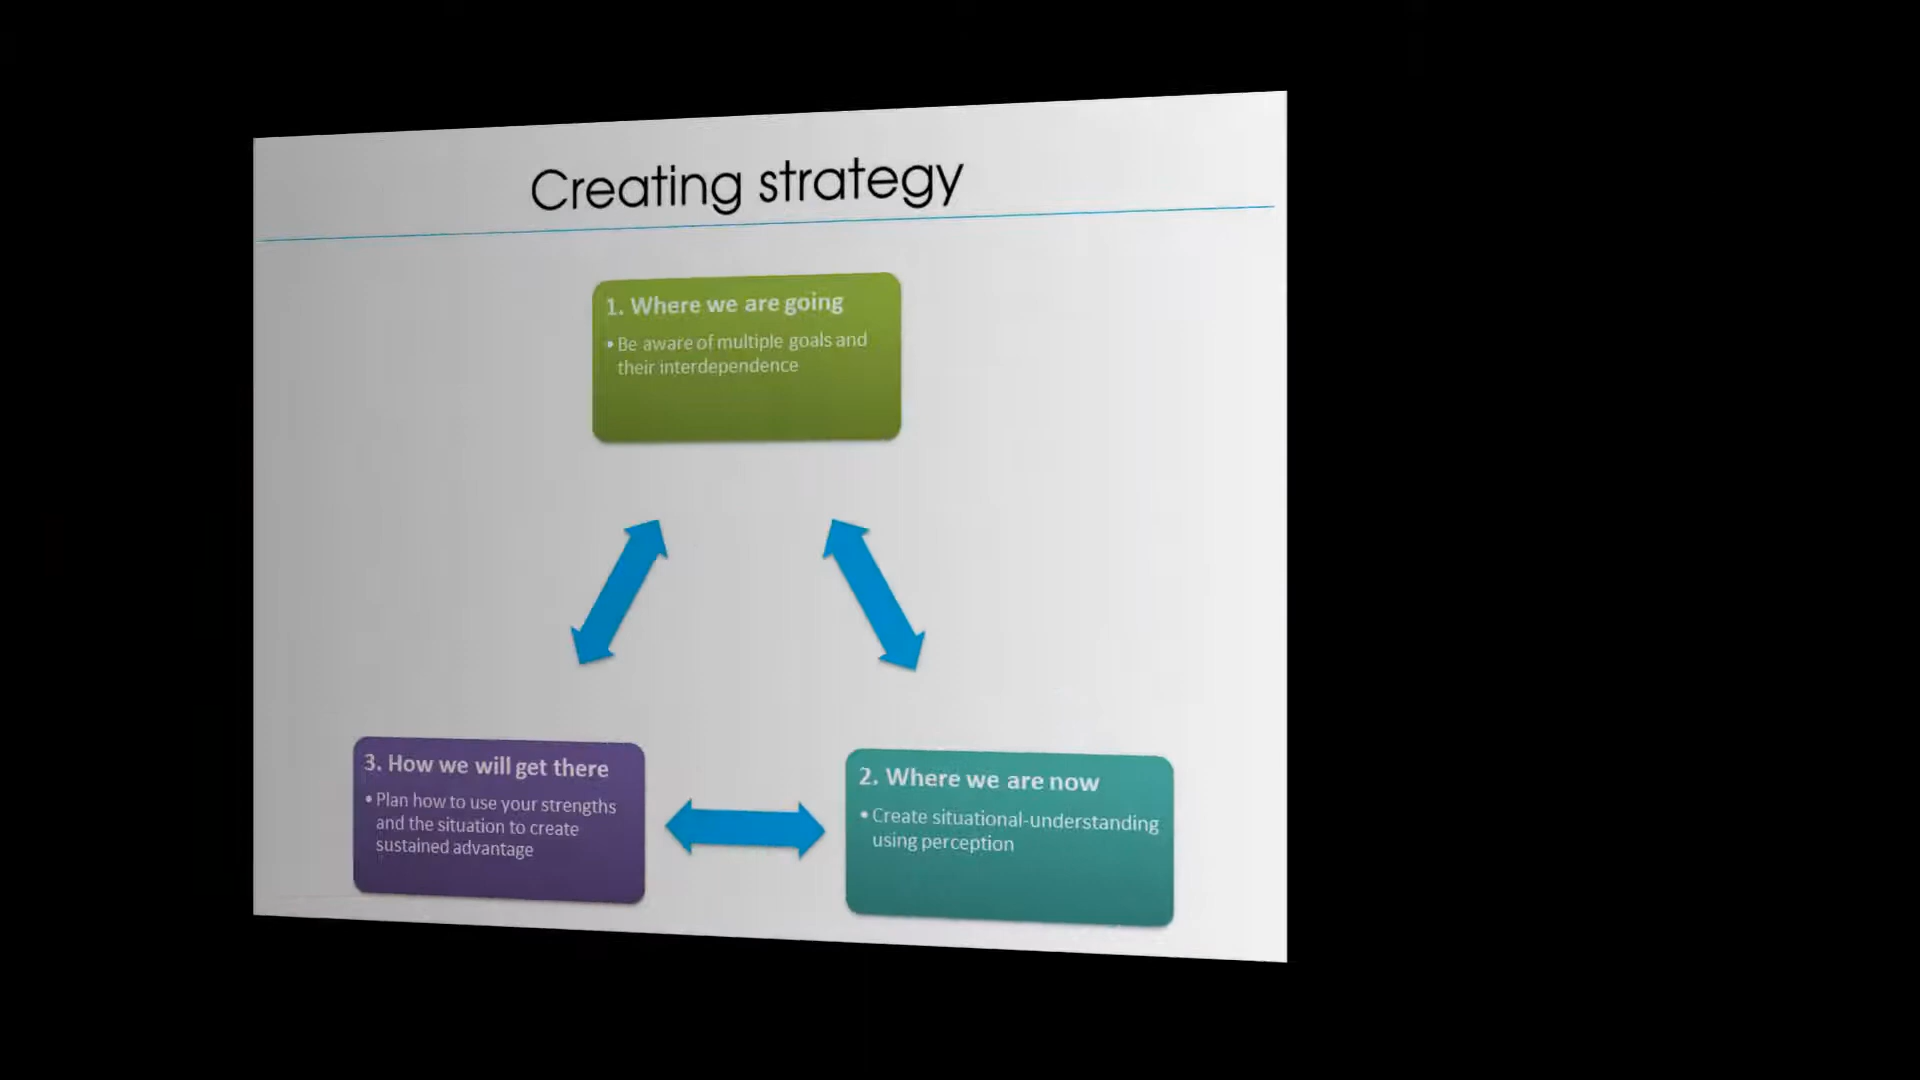 Creating strategy
1. Where we are going
• Be aware of multiple goals and
their interdependence
3. How we will get there
• Plan how to use your strengths
and the situation to create
sustained advantage
2. Where we are now
• Create situational-understanding
using perception